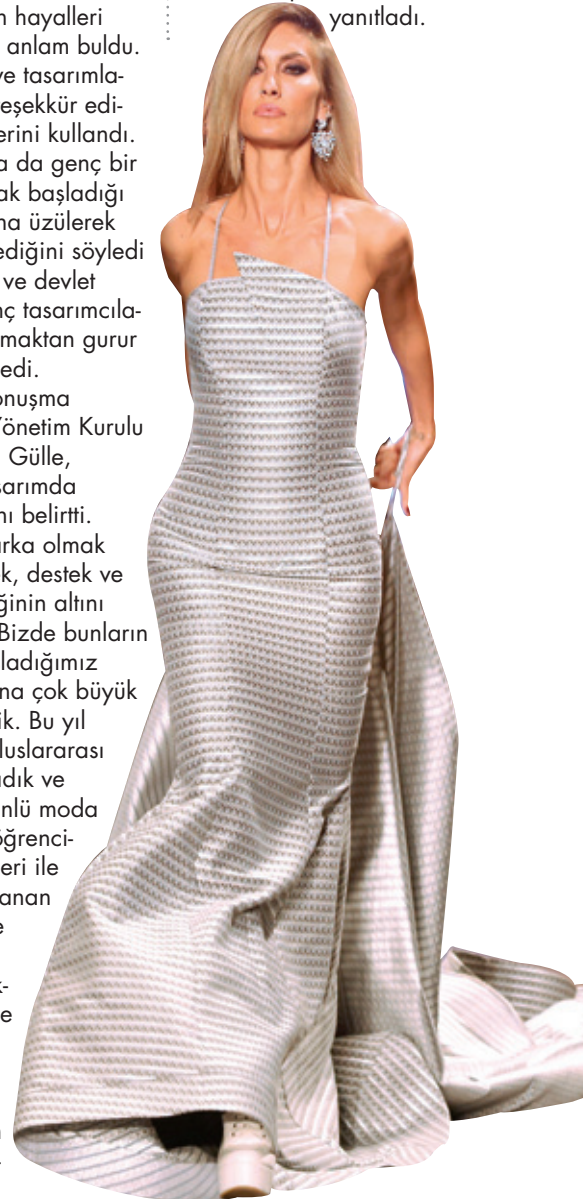 hayalleri
anlam buldu.
ve tasarımla-
eşekkür edi-
erini kullandı.
a da genç bir
ak başladığı
na üzülerek
ediğini söyledi
ve devlet
nç tasarımcıla-
maktan gurur
edi.
onuşma
Yönetim Kurulu
Gülle,
sarımda
nı belirtti.
arka olmak
k, destek ve
ğinin altını
Bizde bunların
ladığımız
na çok büyük
ik. Bu yıl
luslararası
dık ve
nlü moda
öğrenci-
eri ile
anan
e
k-
e
yanıtladı.